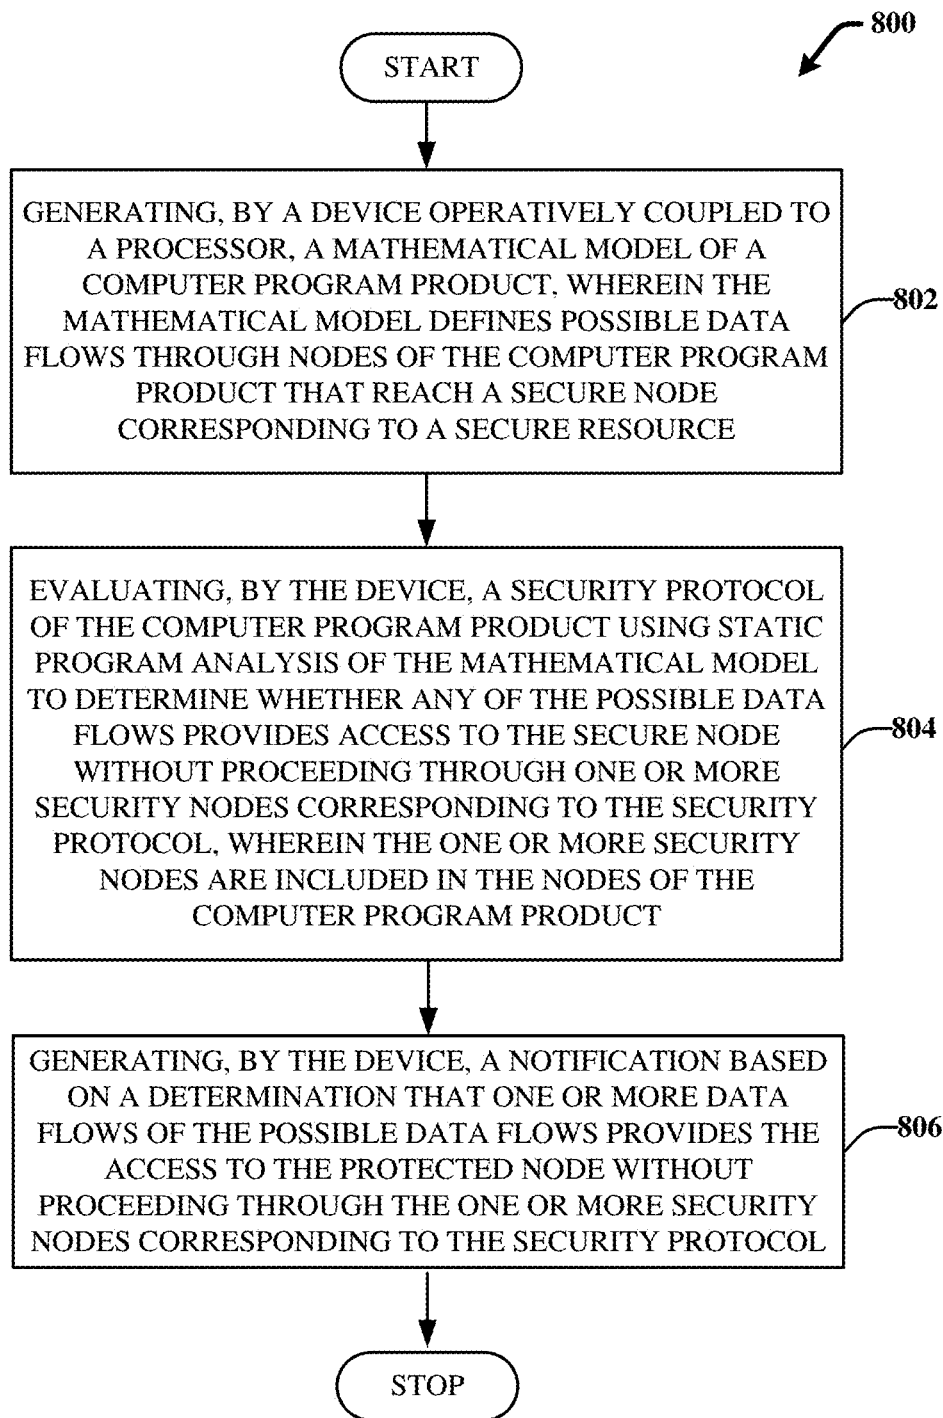 800
START
GENERATING, BY A DEVICE OPERATIVELY COUPLED TO
A PROCESSOR, A MATHEMATICAL MODEL OF A
COMPUTER PROGRAM PRODUCT, WHEREIN THE
MATHEMATICAL MODEL DEFINES POSSIBLE DATA
FLOWS THROUGH NODES OF THE COMPUTER PROGRAM
PRODUCT THAT REACH A SECURE NODE
CORRESPONDING TO A SECURE RESOURCE
802
EVALUATING, BY THE DEVICE, A SECURITY PROTOCOL
OF THE COMPUTER PROGRAM PRODUCT USING STATIC
PROGRAM ANALYSIS OF THE MATHEMATICAL MODEL
TO DETERMINE WHETHER ANY OF THE POSSIBLE DATA
FLOWS PROVIDES ACCESS TO THE SECURE NODE
WITHOUT PROCEEDING THROUGH ONE OR MORE
SECURITY NODES CORRESPONDING TO THE SECURITY
PROTOCOL, WHEREIN THE ONE OR MORE SECURITY
NODES ARE INCLUDED IN THE NODES OF THE
COMPUTER PROGRAM PRODUCT
804
GENERATING, BY THE DEVICE, A NOTIFICATION BASED
ON A DETERMINATION THAT ONE OR MORE DATA
FLOWS OF THE POSSIBLE DATA FLOWS PROVIDES THE
ACCESS TO THE PROTECTED NODE WITHOUT
PROCEEDING THROUGH THE ONE OR MORE SECURITY
NODES CORRESPONDING TO THE SECURITY PROTOCOL
806
STOP